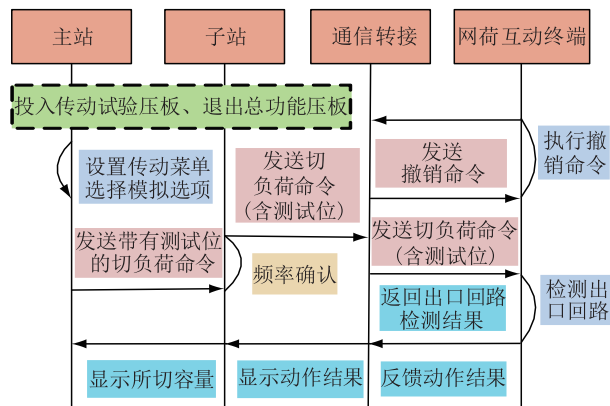 主站
子站
通信转接
网荷互动终端
投入传动试验压板、退出总功能压板
设置传动菜单
选择模拟选项
发送切
负荷命令
(含测试位)
发送
撤销命令
执行撤
销命令
发送带有测试位
的切负荷命令
频率确认
发送切负荷命令
(含测试位)
返回出口回路
检测结果
检测出
口回路
显示所切容量
显示动作结果
反馈动作结果